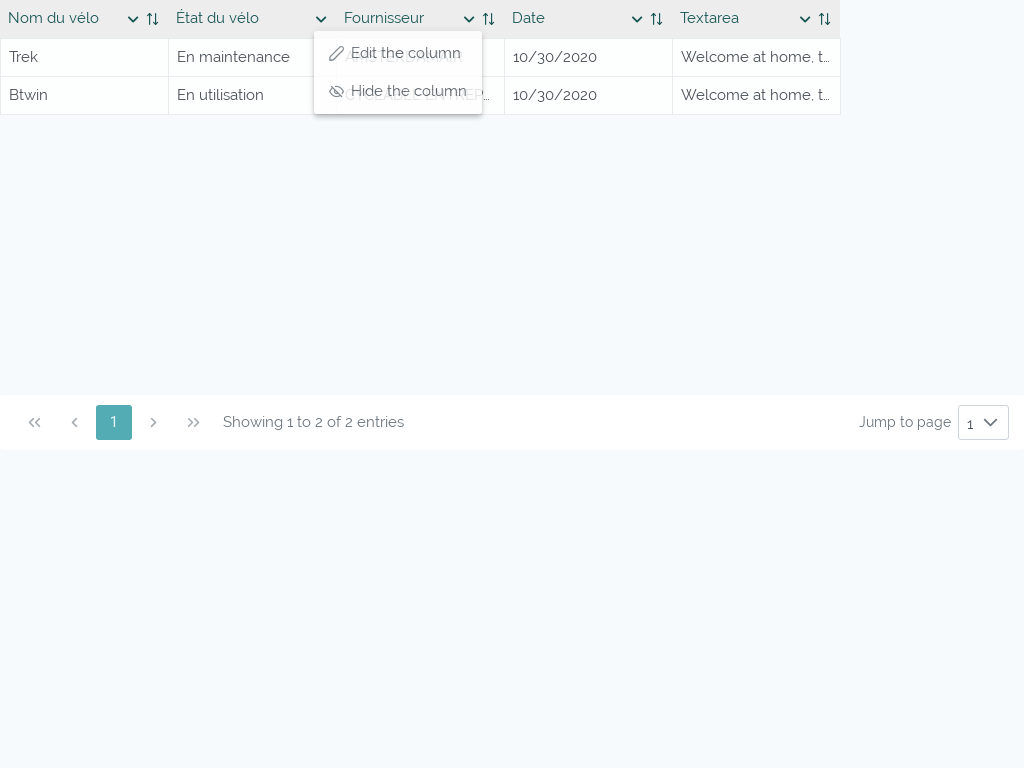 Nom du vélo État du vélo Fournisseur Date Textarea
Trek En maintenance 10/30/2020 Welcome at home, t...
Edit the column
Btwin En utilisation 10/30/2020 Welcome at home, t...
Hide the column
1 Showing 1 to 2 of 2 entries Jump to page 1